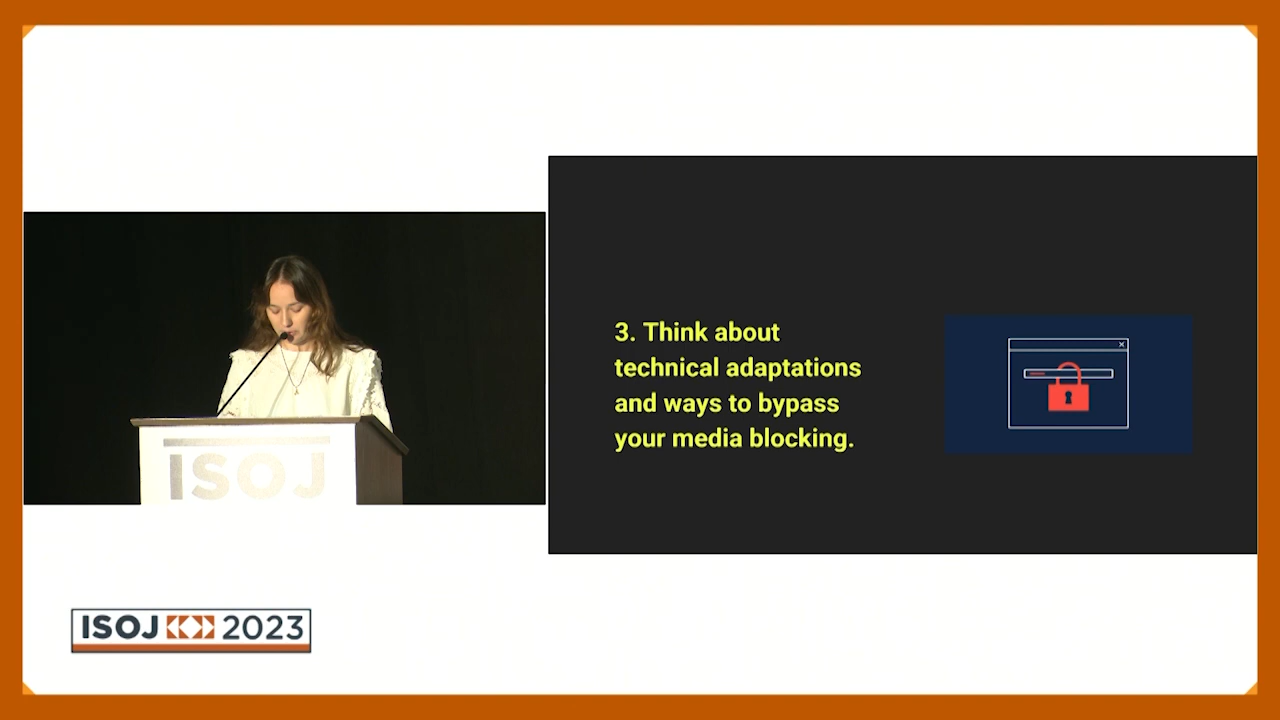 3. Think about
technical adaptations
and ways to bypass
your media blocking.
ISOJ
ISOJ 2023